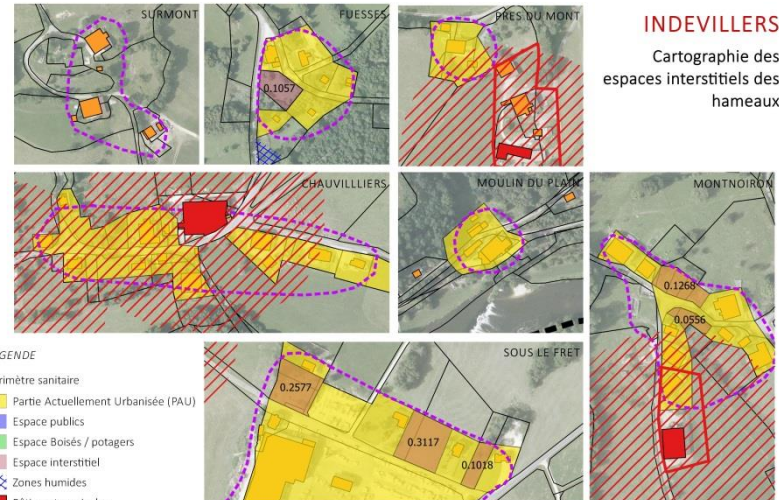 INDEVILLERS
Cartographie des
espaces interstitiels des
hameaux
SURMONT
FUESSES
0.1057
PRES DU MONT
CHAUVILLLIERS
MOULIN DU PLAIN
MONTNOIRON
0.1268
0.0556
SOUS LE FRET
0.2577
0.3117
0.1018
GENDE
rimètre sanitaire
Partie Actuellement Urbanisée (PAU)
Espace publics
Espace Boisés / potagers
Espace interstitiel
Zones humides